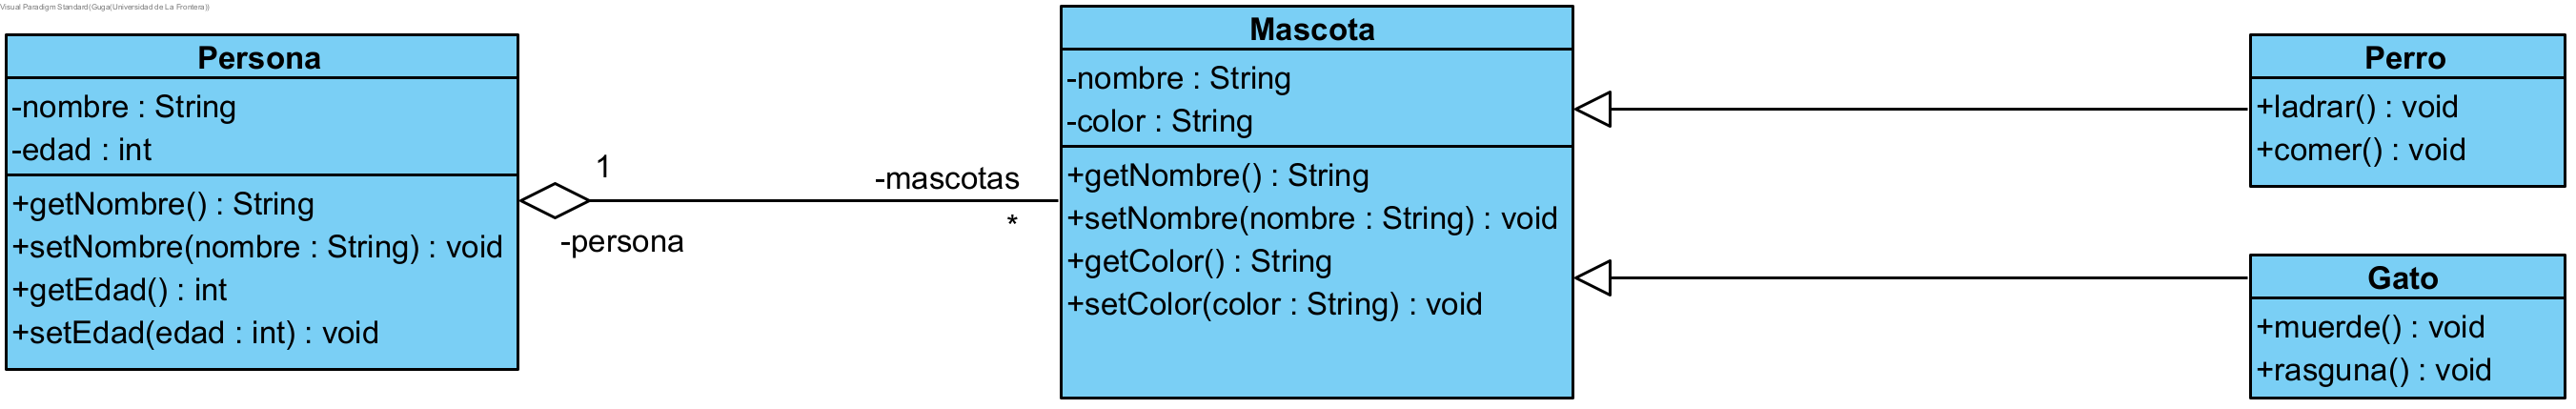 Visual Paradigm Standard(Guga(Universidad de La Frontera))
Persona
-nombre : String
-edad : int
+getNombre() : String
+setNombre(nombre : String) : void
+getEdad() : int
+setEdad(edad : int) : void
1
-persona
-mascotas
*
Mascota
-nombre : String
-color : String
+getNombre() : String
+setNombre(nombre : String) : void
+getColor() : String
+setColor(color : String) : void
Perro
+ladrar() : void
+comer() : void
Gato
+muerde() : void
+rasguna() : void